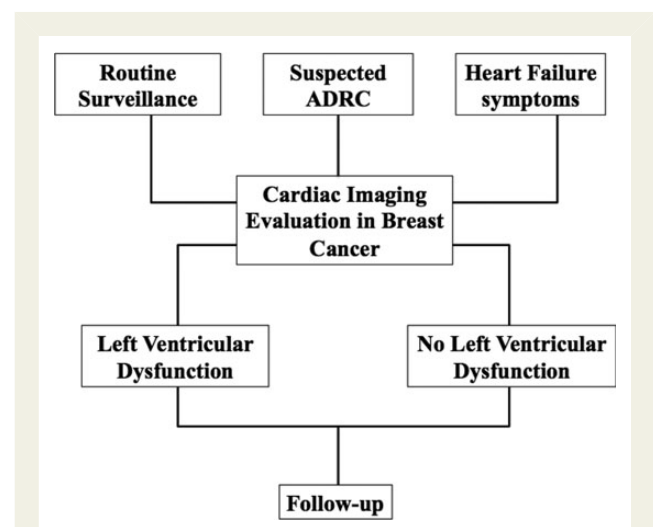 Routine
Surveillance
Suspected
ADRC
Heart Failure
symptoms
Cardiac Imaging
Evaluation in Breast
Cancer
Left Ventricular
Dysfunction
No Left Ventricular
Dysfunction
Follow-up